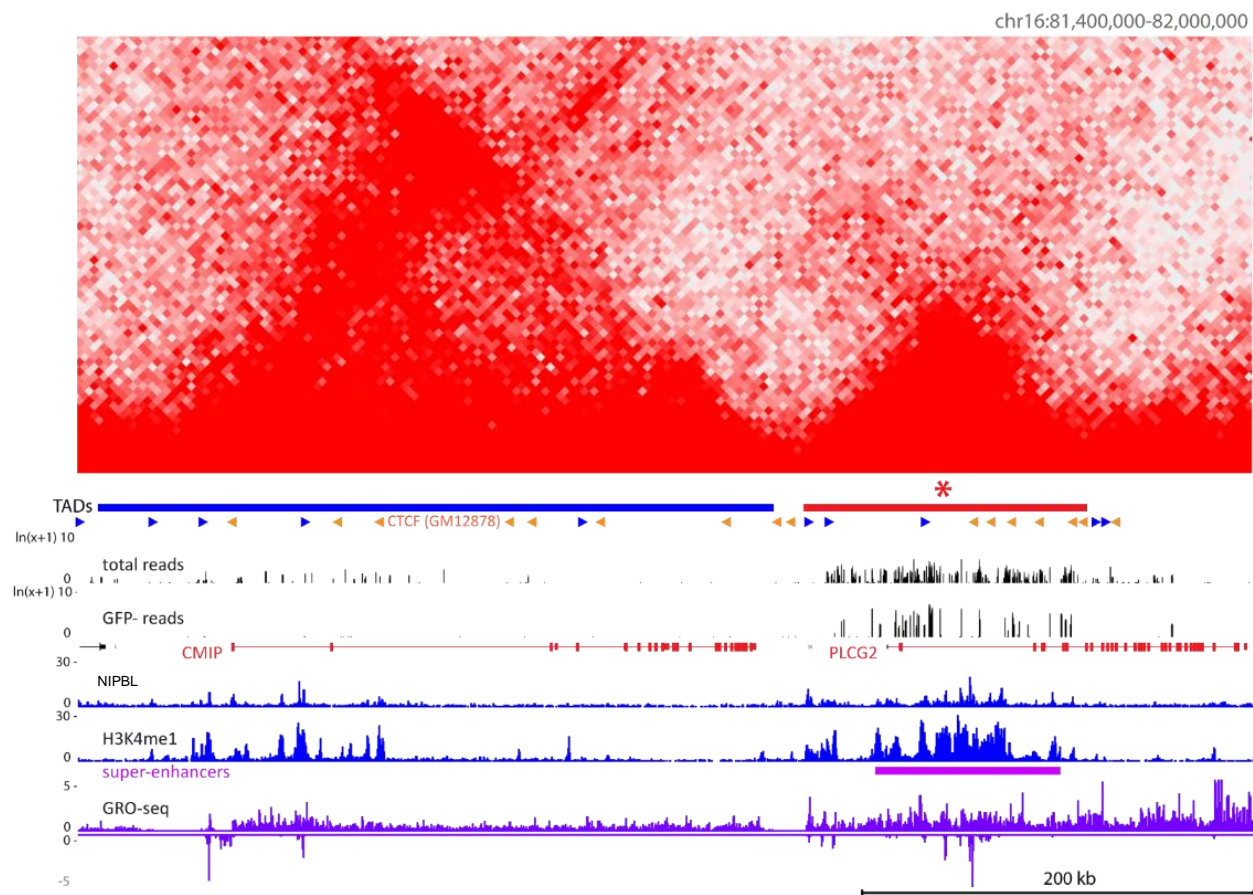 chr16:81,400,000-82,000,000
*
TADs
CTCF (GM12878)
ln(x+1) 10
total reads
0
ln(x+1) 10
GFP- reads
0
CMIP
PLCG2
30
NIPBL
0
30
H3K4me1
0
super-enhancers
5
GRO-seq
0
0
-5
200 kb